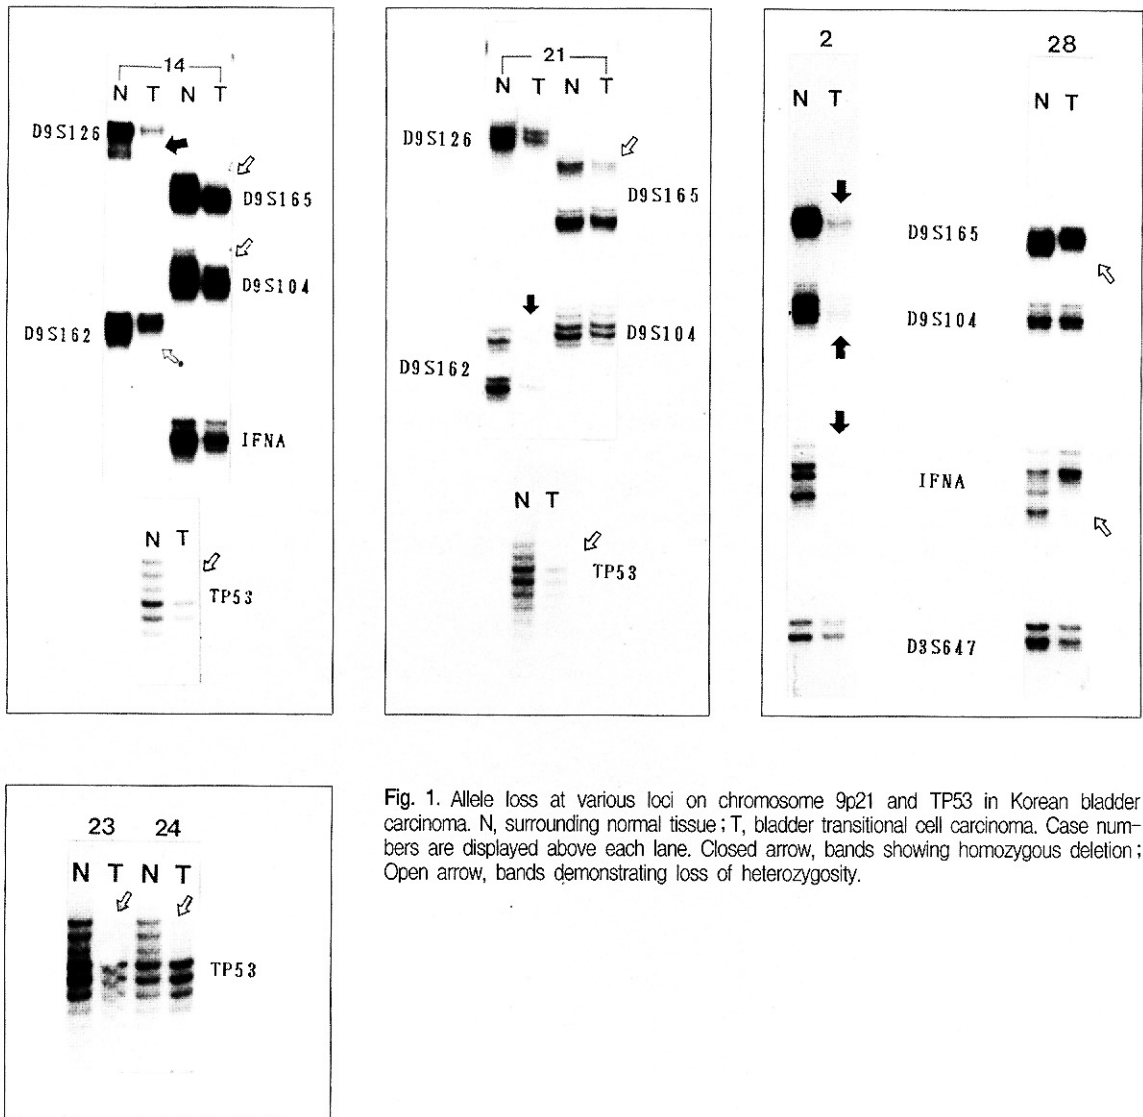 14
N T N T
D9S126
D9S165
D9S104
D9S162
IFNA
N T
TP53
21
N T N T
D9S126
D9S165
D9S104
D9S162
N T
TP53
2 28
N T N T
D9S165
D9S104
IFNA
D3S647
23 24
N T N T
TP53
Fig. 1. Allele loss at various loci on chromosome 9p21 and TP53 in Korean bladder
carcinoma. N, surrounding normal tissue; T, bladder transitional cell carcinoma. Case num-
bers are displayed above each lane. Closed arrow, bands showing homozygous deletion;
Open arrow, bands demonstrating loss of heterozygosity.